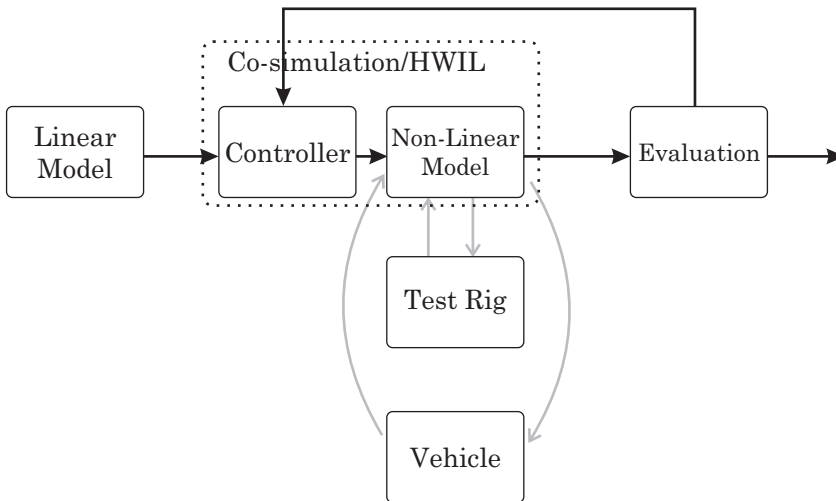 Co-simulation/HWIL
Linear
Model
Controller
Non-Linear
Model
Evaluation
Test Rig
Vehicle